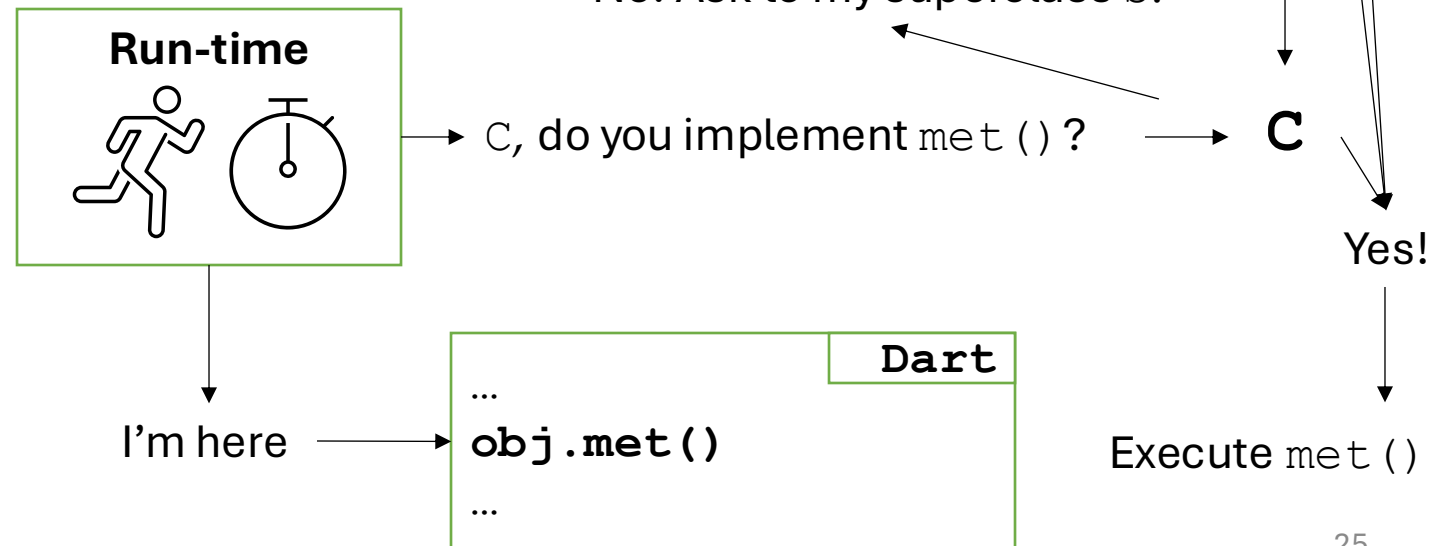 No! Ask to my superclass B!
Run-time
C, do you implement met()?
C
Yes!
Dart
…
I'm here
obj.met()
Execute met()
…
25